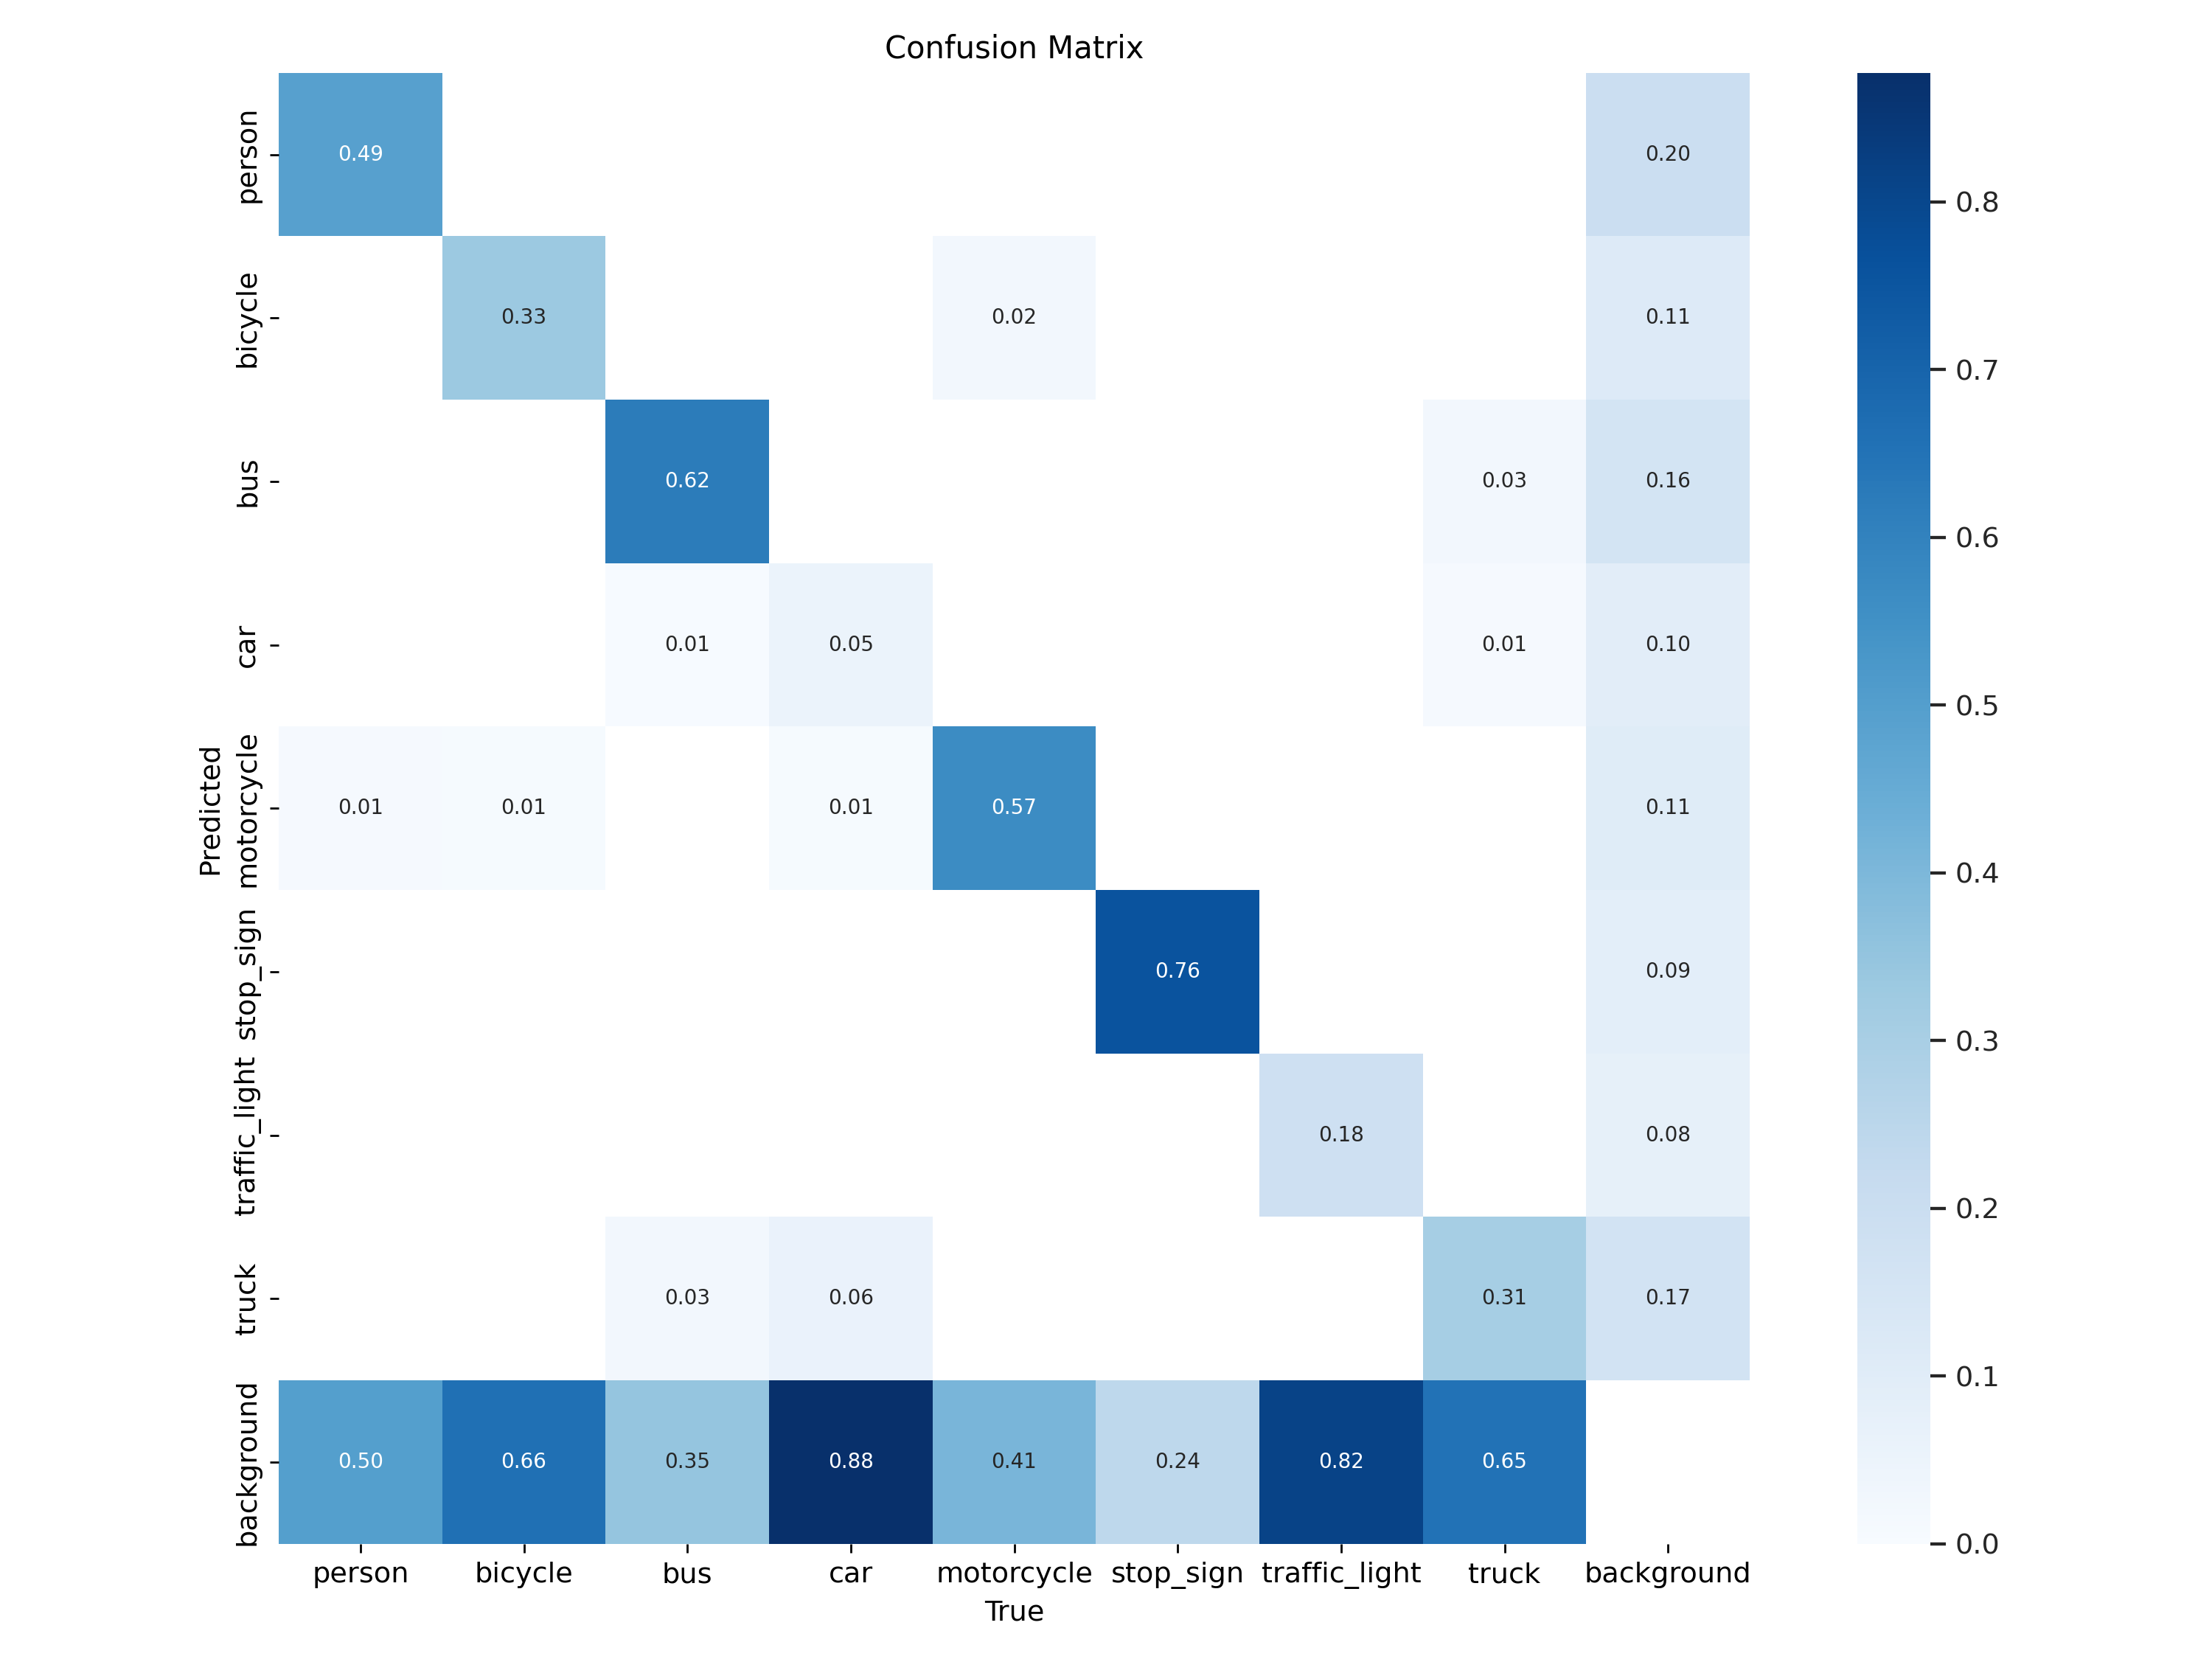 Confusion Matrix
person
0.49
0.20
bicycle
0.33
0.02
0.11
bus
0.62
0.03
0.16
car
0.01
0.05
0.01
0.10
motorcycle
0.01
0.01
0.01
0.57
0.11
stop_sign
0.76
0.09
traffic_light
0.18
0.08
truck
0.03
0.06
0.31
0.17
background
0.50
0.66
0.35
0.88
0.41
0.24
0.82
0.65
Predicted
person
bicycle
bus
car
motorcycle
stop_sign
traffic_light
truck
background
True
0.8
0.7
0.6
0.5
0.4
0.3
0.2
0.1
0.0